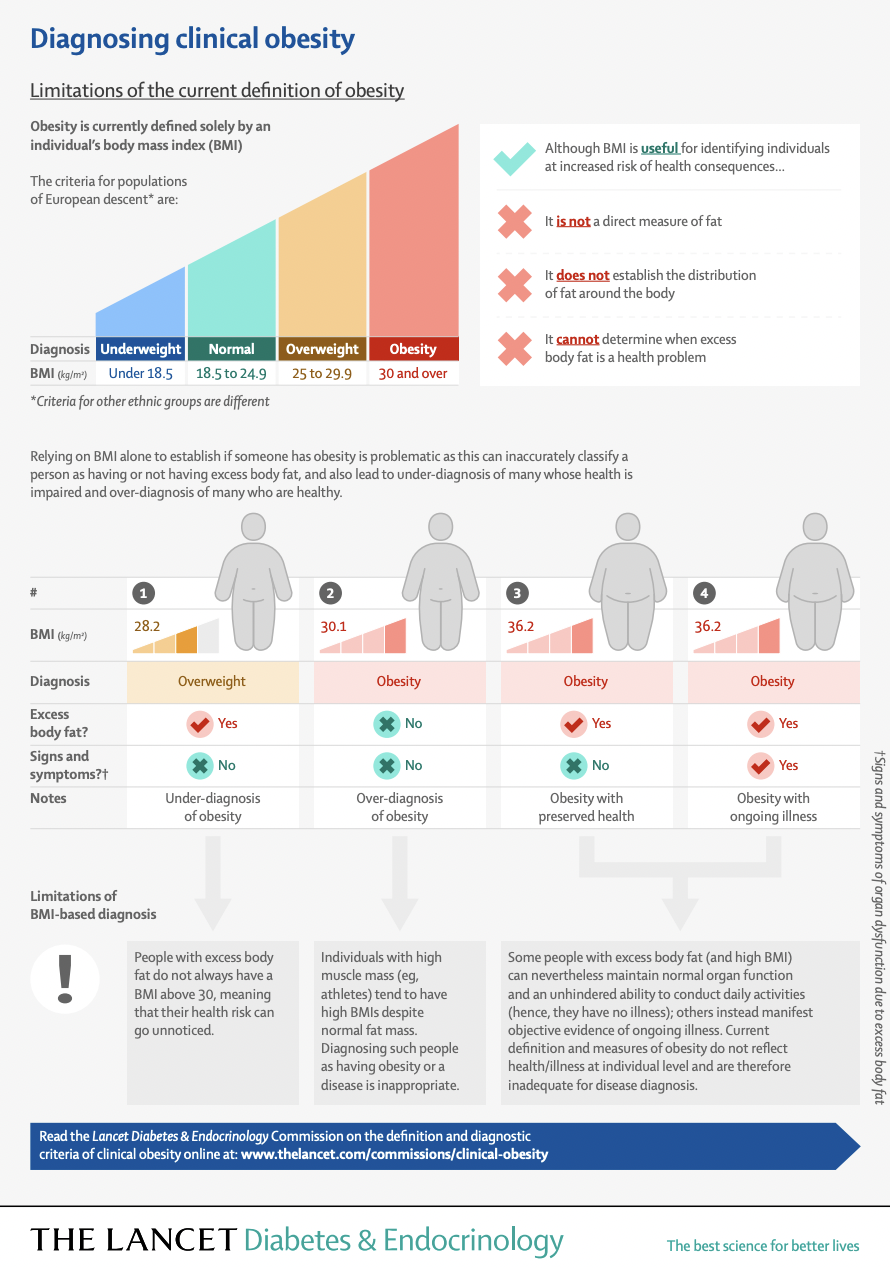 Diagnosing clinical obesity
Limitations of the current definition of obesity
Obesity is currently defined solely by an
individual's body mass index (BMI)
The criteria for populations
of European descent* are:
Diagnosis Underweight Normal Overweight Obesity
BMI (kg/m²) Under 18.5 18.5 to 24.9 25 to 29.9 30 and over
*Criteria for other ethnic groups are different
Although BMI is useful for identifying individuals
at increased risk of health consequences...
It is not a direct measure of fat
It does not establish the distribution
of fat around the body
It cannot determine when excess
body fat is a health problem
Relying on BMI alone to establish if someone has obesity is problematic as this can inaccurately classify a
person as having or not having excess body fat, and also lead to under-diagnosis of many whose health is
impaired and over-diagnosis of many who are healthy.
# 1 2 3 4
BMI (kg/m²) 28.2 30.1 36.2 36.2
Diagnosis Overweight Obesity Obesity Obesity
Excess
body fat?
Yes No Yes Yes
Signs and
symptoms?†
No No No Yes
Notes
Under-diagnosis
of obesity
Over-diagnosis
of obesity
Obesity with
preserved health
Obesity with
ongoing illness
†Signs and symptoms of organ dysfunction due to excess body fat
Limitations of
BMI-based diagnosis
!
People with excess body
fat do not always have a
BMI above 30, meaning
that their health risk can
go unnoticed.
Individuals with high
muscle mass (eg,
athletes) tend to have
high BMIs despite
normal fat mass.
Diagnosing such people
as having obesity or a
disease is inappropriate.
Some people with excess body fat (and high BMI)
can nevertheless maintain normal organ function
and an unhindered ability to conduct daily activities
(hence, they have no illness); others instead manifest
objective evidence of ongoing illness. Current
definition and measures of obesity do not reflect
health/illness at individual level and are therefore
inadequate for disease diagnosis.
Read the Lancet Diabetes & Endocrinology Commission on the definition and diagnostic
criteria of clinical obesity online at: www.thelancet.com/commissions/clinical-obesity
THE LANCET Diabetes & Endocrinology
The best science for better lives